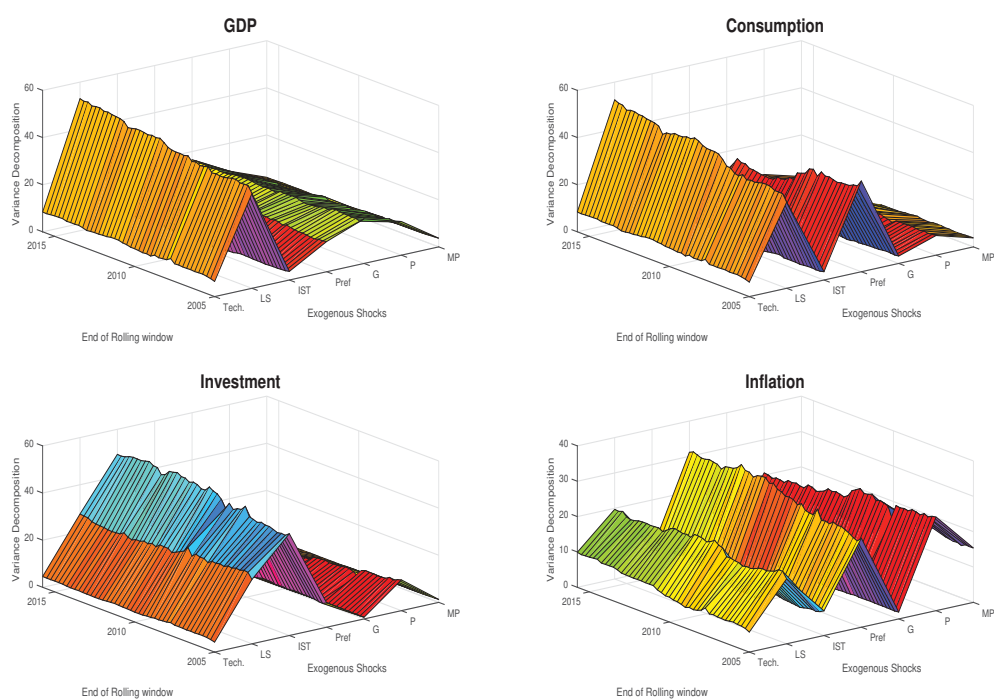 GDP
Variance Decomposition
60
40
20
0
2015
2010
2005
End of Rolling window
Tech.
LS
IST
Pref
G
P
MP
Exogenous Shocks
Consumption
Variance Decomposition
60
40
20
0
2015
2010
2005
End of Rolling window
Tech.
LS
IST
Pref
G
P
MP
Exogenous Shocks
Investment
Variance Decomposition
60
40
20
0
2015
2010
2005
End of Rolling window
Tech.
LS
IST
Pref
G
P
MP
Exogenous Shocks
Inflation
Variance Decomposition
40
30
20
10
0
2015
2010
2005
End of Rolling window
Tech.
LS
IST
Pref
G
P
MP
Exogenous Shocks